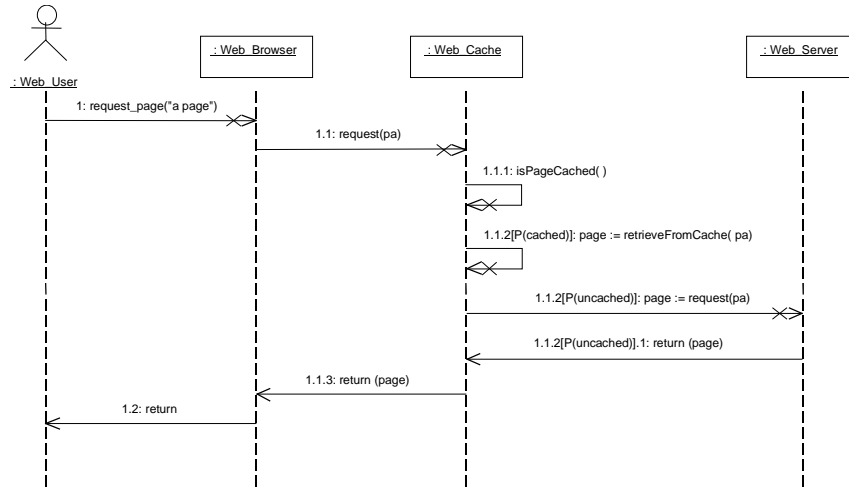 : Web_Browser
: Web_Cache
: Web_Server
: Web_User
1: request_page("a page")
1.1: request(pa)
1.1.1: isPageCached( )
1.1.2[P(cached)]: page := retrieveFromCache( pa)
1.1.2[P(uncached)]: page := request(pa)
1.1.2[P(uncached)].1: return (page)
1.1.3: return (page)
1.2: return